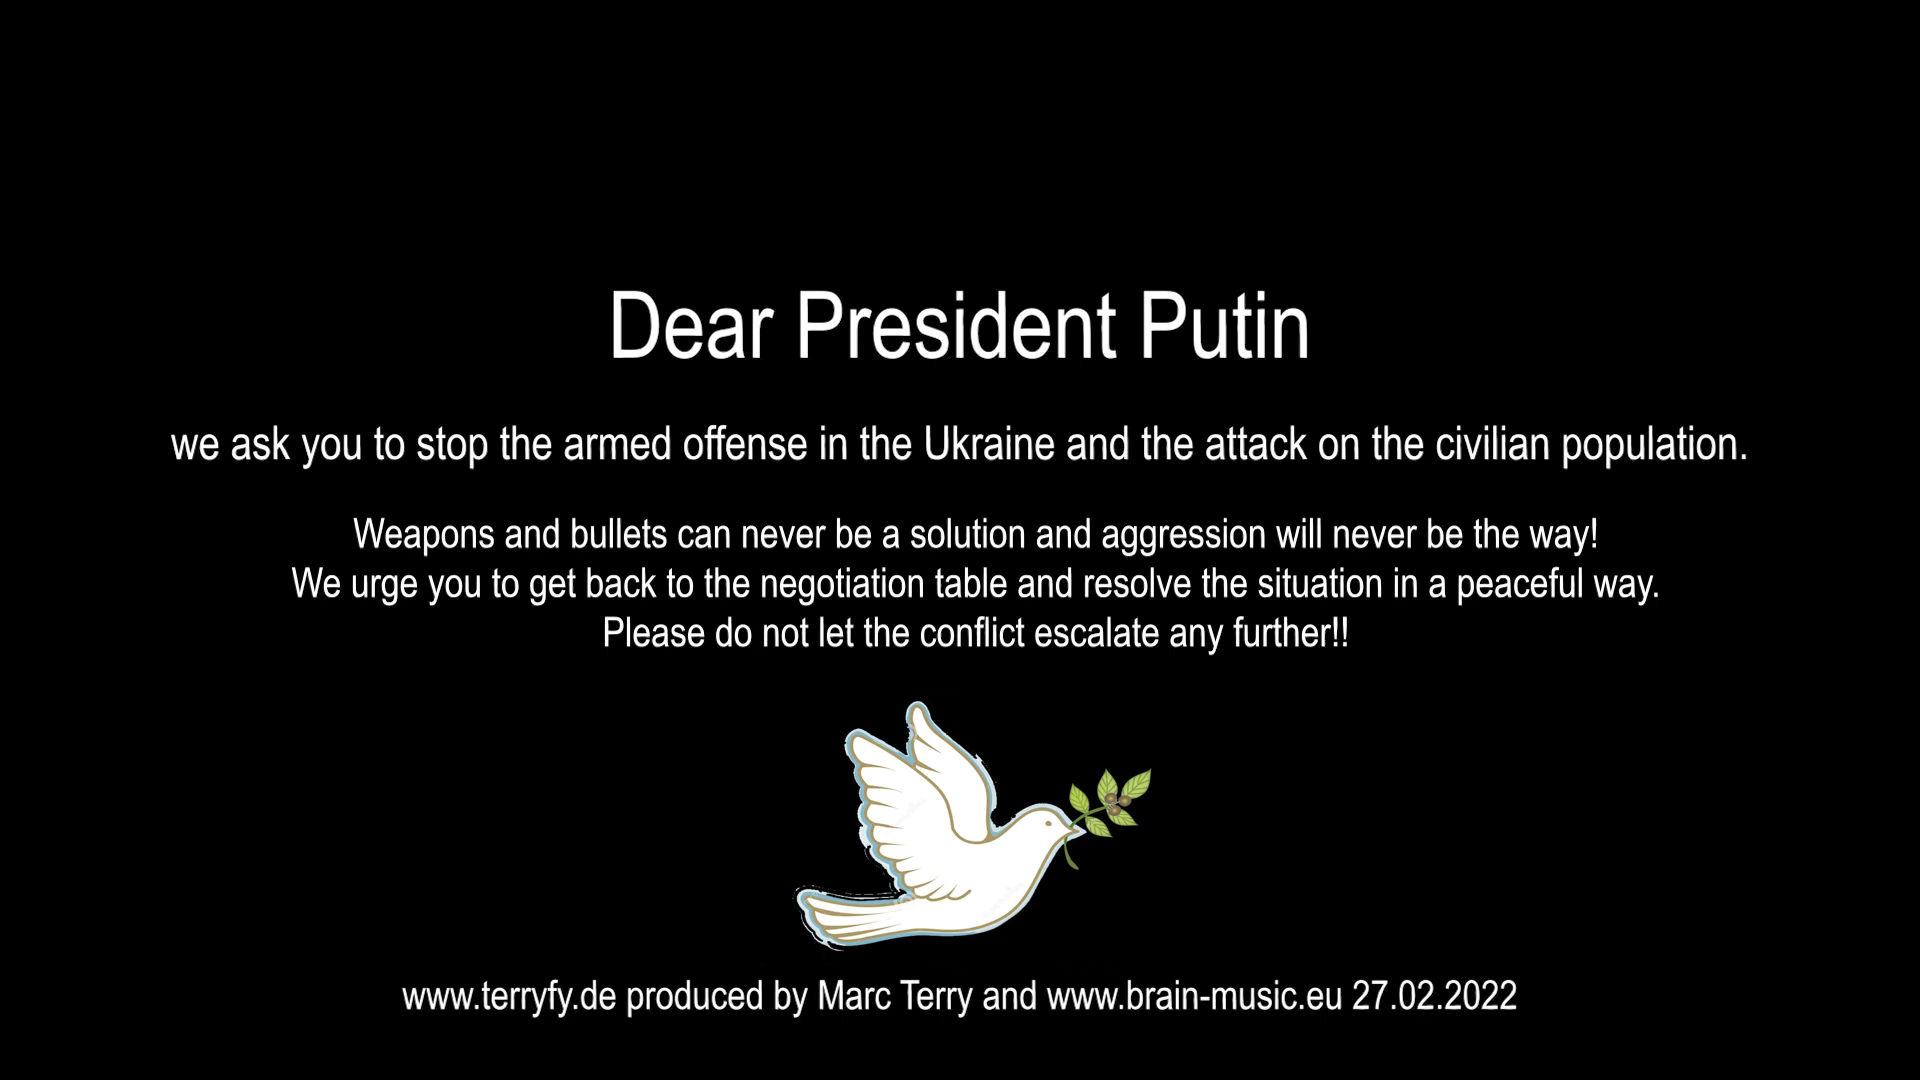 Dear President Putin
we ask you to stop the armed offense in the Ukraine and the attack on the civilian population.
Weapons and bullets can never be a solution and aggression will never be the way!
We urge you to get back to the negotiation table and resolve the situation in a peaceful way.
Please do not let the conflict escalate any further!!
www.terryfy.de produced by Marc Terry and www.brain-music.eu 27.02.2022